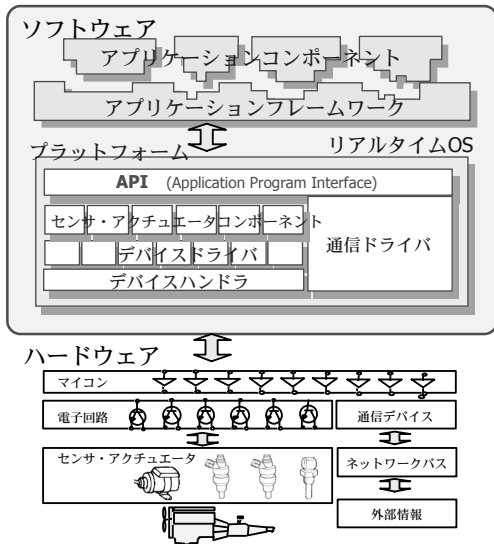 ソフトウェア
アプリケーションコンポーネント
アプリケーションフレームワーク
プラットフォーム
リアルタイムOS
API (Application Program Interface)
センサ・アクチュエータコンポーネント
通信ドライバ
デバイスドライバ
デバイスハンドラ
ハードウェア
マイコン
電子回路
通信デバイス
センサ・アクチュエータ
ネットワークバス
外部情報